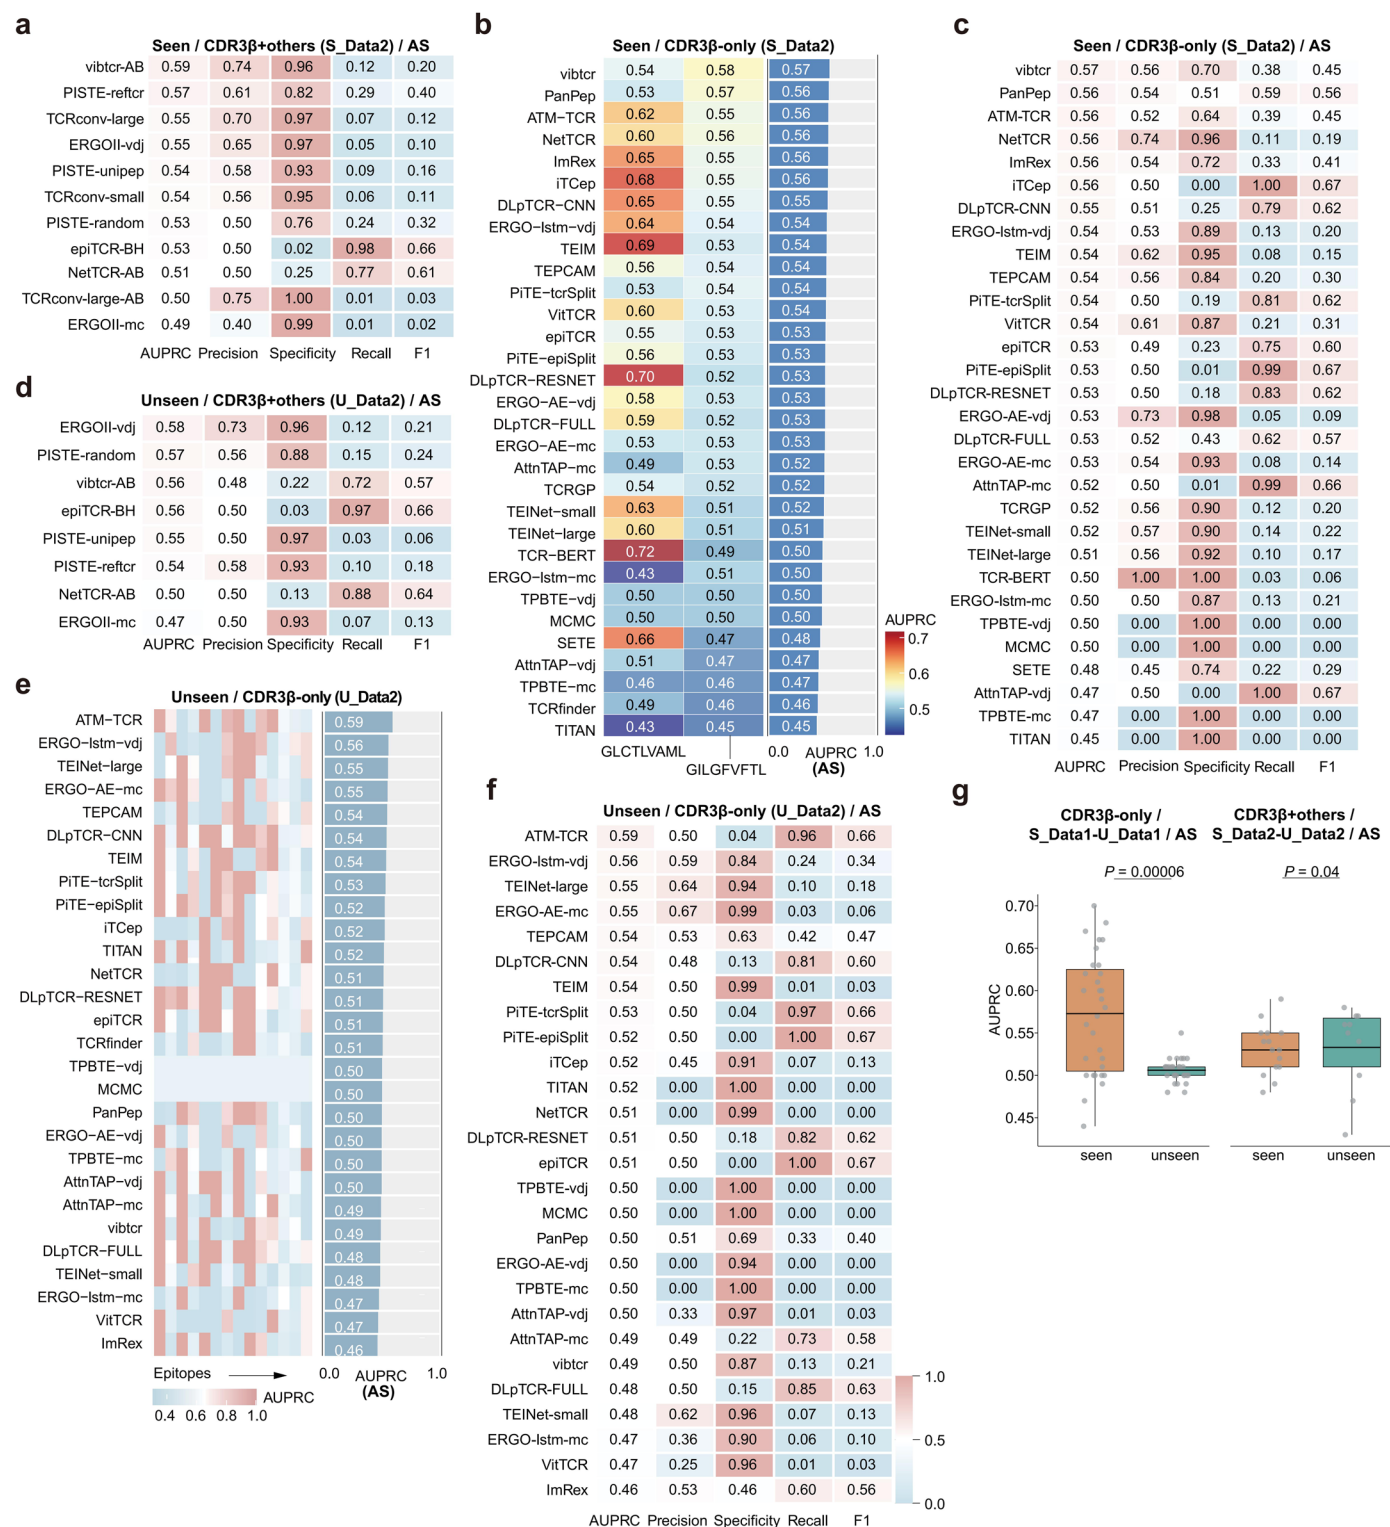 a
Seen / CDR3β+others (S_Data2) / AS
vibtcr-AB 0.59 0.74 0.96 0.12 0.20
PISTE-reftcr 0.57 0.61 0.82 0.29 0.40
TCRconv-large 0.55 0.70 0.97 0.07 0.12
ERGOII-vdj 0.55 0.65 0.97 0.05 0.10
PISTE-unipep 0.54 0.58 0.93 0.09 0.16
TCRconv-small 0.54 0.56 0.95 0.06 0.11
PISTE-random 0.53 0.50 0.76 0.24 0.32
epiTCR-BH 0.53 0.50 0.02 0.98 0.66
NetTCR-AB 0.51 0.50 0.25 0.77 0.61
TCRconv-large-AB 0.50 0.75 1.00 0.01 0.03
ERGOII-mc 0.49 0.40 0.99 0.01 0.02
AUPRC Precision Specificity Recall F1
b
Seen / CDR3β-only (S_Data2)
vibtcr 0.54 0.58 0.57
PanPep 0.53 0.57 0.56
ATM−TCR 0.62 0.55 0.56
NetTCR 0.60 0.56 0.56
ImRex 0.65 0.55 0.56
iTCep 0.68 0.55 0.56
DLpTCR−CNN 0.65 0.55 0.55
ERGO−lstm−vdj 0.64 0.54 0.54
TEIM 0.69 0.53 0.54
TEPCAM 0.56 0.54 0.54
PiTE−tcrSplit 0.53 0.54 0.54
VitTCR 0.60 0.53 0.54
epiTCR 0.55 0.53 0.53
PiTE−epiSplit 0.56 0.53 0.53
DLpTCR−RESNET 0.70 0.52 0.53
ERGO−AE−vdj 0.58 0.53 0.53
DLpTCR−FULL 0.59 0.52 0.53
ERGO−AE−mc 0.53 0.53 0.53
AttnTAP−mc 0.49 0.53 0.52
TCRGP 0.54 0.52 0.52
TEINet−small 0.63 0.51 0.52
TEINet−large 0.60 0.51 0.51
TCR−BERT 0.72 0.49 0.50
ERGO−lstm−mc 0.43 0.51 0.50
TPBTE−vdj 0.50 0.50 0.50
MCMC 0.50 0.50 0.50
SETE 0.66 0.47 0.48
AttnTAP−vdj 0.51 0.47 0.47
TPBTE−mc 0.46 0.46 0.47
TCRfinder 0.49 0.46 0.46
TITAN 0.43 0.45 0.45
GLCTLVAML
GILGFVFTL
0.0 AUPRC 1.0
(AS)
AUPRC
0.7
0.6
0.5
c
Seen / CDR3β-only (S_Data2) / AS
vibtcr 0.57 0.56 0.70 0.38 0.45
PanPep 0.56 0.54 0.51 0.59 0.56
ATM-TCR 0.56 0.52 0.64 0.39 0.45
NetTCR 0.56 0.74 0.96 0.11 0.19
ImRex 0.56 0.54 0.72 0.33 0.41
iTCep 0.56 0.50 0.00 1.00 0.67
DLpTCR-CNN 0.55 0.51 0.25 0.79 0.62
ERGO-lstm-vdj 0.54 0.53 0.89 0.13 0.20
TEIM 0.54 0.62 0.95 0.08 0.15
TEPCAM 0.54 0.56 0.84 0.20 0.30
PiTE-tcrSplit 0.54 0.50 0.19 0.81 0.62
VitTCR 0.54 0.61 0.87 0.21 0.31
epiTCR 0.53 0.49 0.23 0.75 0.60
PiTE-epiSplit 0.53 0.50 0.01 0.99 0.67
DLpTCR-RESNET 0.53 0.50 0.18 0.83 0.62
ERGO-AE-vdj 0.53 0.73 0.98 0.05 0.09
DLpTCR-FULL 0.53 0.52 0.43 0.62 0.57
ERGO-AE-mc 0.53 0.54 0.93 0.08 0.14
AttnTAP-mc 0.52 0.50 0.01 0.99 0.66
TCRGP 0.52 0.56 0.90 0.12 0.20
TEINet-small 0.52 0.57 0.90 0.14 0.22
TEINet-large 0.51 0.56 0.92 0.10 0.17
TCR-BERT 0.50 1.00 1.00 0.03 0.06
ERGO-lstm-mc 0.50 0.50 0.87 0.13 0.21
TPBTE-vdj 0.50 0.00 1.00 0.00 0.00
MCMC 0.50 0.00 1.00 0.00 0.00
SETE 0.48 0.45 0.74 0.22 0.29
AttnTAP-vdj 0.47 0.50 0.00 1.00 0.67
TPBTE-mc 0.47 0.00 1.00 0.00 0.00
TITAN 0.45 0.00 1.00 0.00 0.00
AUPRC Precision Specificity Recall F1
d
Unseen / CDR3β+others (U_Data2) / AS
ERGOII-vdj 0.58 0.73 0.96 0.12 0.21
PISTE-random 0.57 0.56 0.88 0.15 0.24
vibtcr-AB 0.56 0.48 0.22 0.72 0.57
epiTCR-BH 0.56 0.50 0.03 0.97 0.66
PISTE-unipep 0.55 0.50 0.97 0.03 0.06
PISTE-reftcr 0.54 0.58 0.93 0.10 0.18
NetTCR-AB 0.50 0.50 0.13 0.88 0.64
ERGOII-mc 0.47 0.50 0.93 0.07 0.13
AUPRC Precision Specificity Recall F1
e
Unseen / CDR3β-only (U_Data2)
ATM−TCR 0.59
ERGO−lstm−vdj 0.56
TEINet−large 0.55
ERGO−AE−mc 0.55
TEPCAM 0.54
DLpTCR−CNN 0.54
TEIM 0.54
PiTE−tcrSplit 0.53
PiTE−epiSplit 0.52
iTCep 0.52
TITAN 0.52
NetTCR 0.51
DLpTCR−RESNET 0.51
epiTCR 0.51
TCRfinder 0.51
TPBTE−vdj 0.50
MCMC 0.50
PanPep 0.50
ERGO−AE−vdj 0.50
TPBTE−mc 0.50
AttnTAP−vdj 0.50
AttnTAP−mc 0.49
vibtcr 0.49
DLpTCR−FULL 0.48
TEINet−small 0.48
ERGO−lstm−mc 0.47
VitTCR 0.47
ImRex 0.46
Epitopes
0.0 AUPRC 1.0
(AS)
AUPRC
0.4 0.6 0.8 1.0
f
Unseen / CDR3β-only (U_Data2) / AS
ATM-TCR 0.59 0.50 0.04 0.96 0.66
ERGO-lstm-vdj 0.56 0.59 0.84 0.24 0.34
TEINet-large 0.55 0.64 0.94 0.10 0.18
ERGO-AE-mc 0.55 0.67 0.99 0.03 0.06
TEPCAM 0.54 0.53 0.63 0.42 0.47
DLpTCR-CNN 0.54 0.48 0.13 0.81 0.60
TEIM 0.54 0.50 0.99 0.01 0.03
PiTE-tcrSplit 0.53 0.50 0.04 0.97 0.66
PiTE-epiSplit 0.52 0.50 0.00 1.00 0.67
iTCep 0.52 0.45 0.91 0.07 0.13
TITAN 0.52 0.00 1.00 0.00 0.00
NetTCR 0.51 0.00 0.99 0.00 0.00
DLpTCR-RESNET 0.51 0.50 0.18 0.82 0.62
epiTCR 0.51 0.50 0.00 1.00 0.67
TPBTE-vdj 0.50 0.00 1.00 0.00 0.00
MCMC 0.50 0.00 1.00 0.00 0.00
PanPep 0.50 0.51 0.69 0.33 0.40
ERGO-AE-vdj 0.50 0.00 0.94 0.00 0.00
TPBTE-mc 0.50 0.00 1.00 0.00 0.00
AttnTAP-vdj 0.50 0.33 0.97 0.01 0.03
AttnTAP-mc 0.49 0.49 0.22 0.73 0.58
vibtcr 0.49 0.50 0.87 0.13 0.21
DLpTCR-FULL 0.48 0.50 0.15 0.85 0.63
TEINet-small 0.48 0.62 0.96 0.07 0.13
ERGO-lstm-mc 0.47 0.36 0.90 0.06 0.10
VitTCR 0.47 0.25 0.96 0.01 0.03
ImRex 0.46 0.53 0.46 0.60 0.56
AUPRC Precision Specificity Recall F1
1.0
0.5
0.0
g
CDR3β-only /
S_Data1-U_Data1 / AS
CDR3β+others /
S_Data2-U_Data2 / AS
P = 0.00006
P = 0.04
AUPRC
0.70
0.65
0.60
0.55
0.50
0.45
seen unseen seen unseen